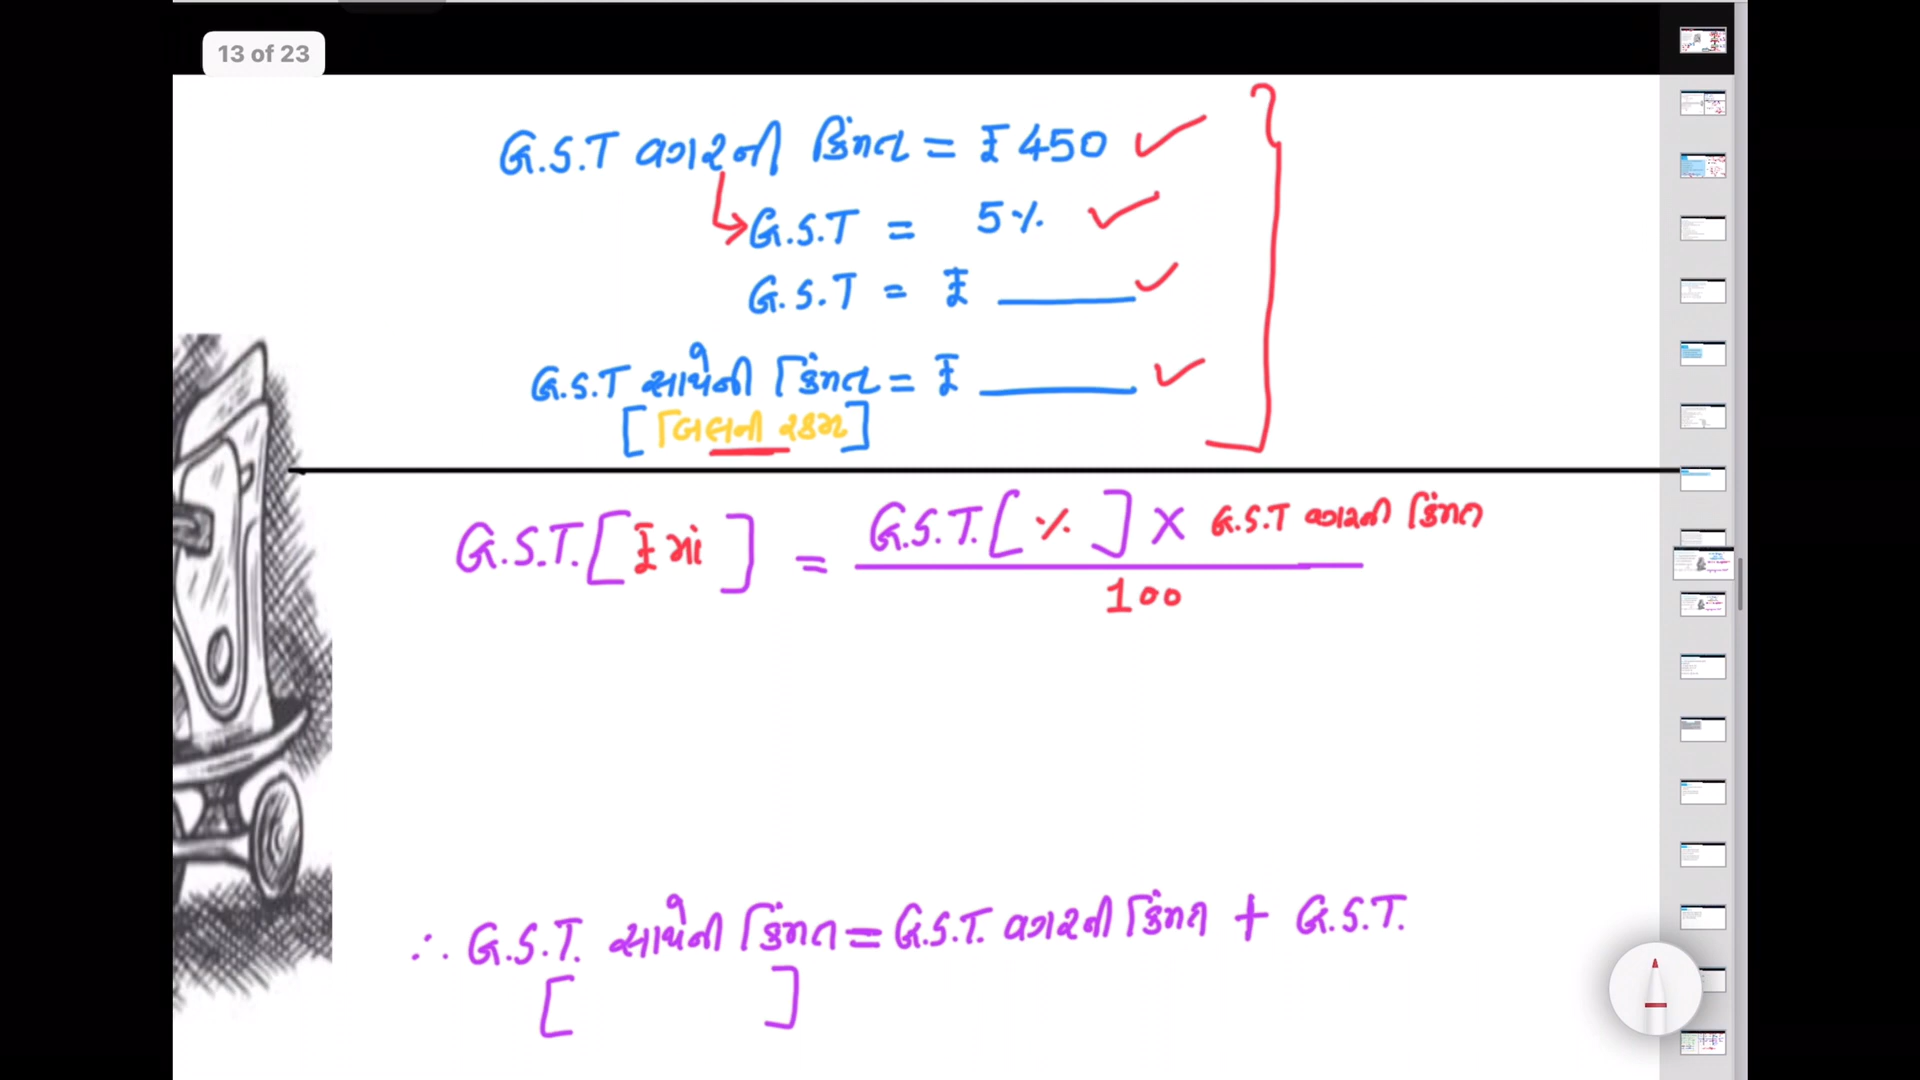 13 of 23
G.S.T વગરની કિંમત = ₹ 450
G.S.T = 5%
G.S.T = ₹ ____
G.S.T સાથેની કિંમત = ₹ ____
[બિલની રકમ]
G.S.T. [₹ માં] = G.S.T. [%] × G.S.T વગરની કિંમત
100
∴ G.S.T. સાથેની કિંમત = G.S.T. વગરની કિંમત + G.S.T.
[ ]